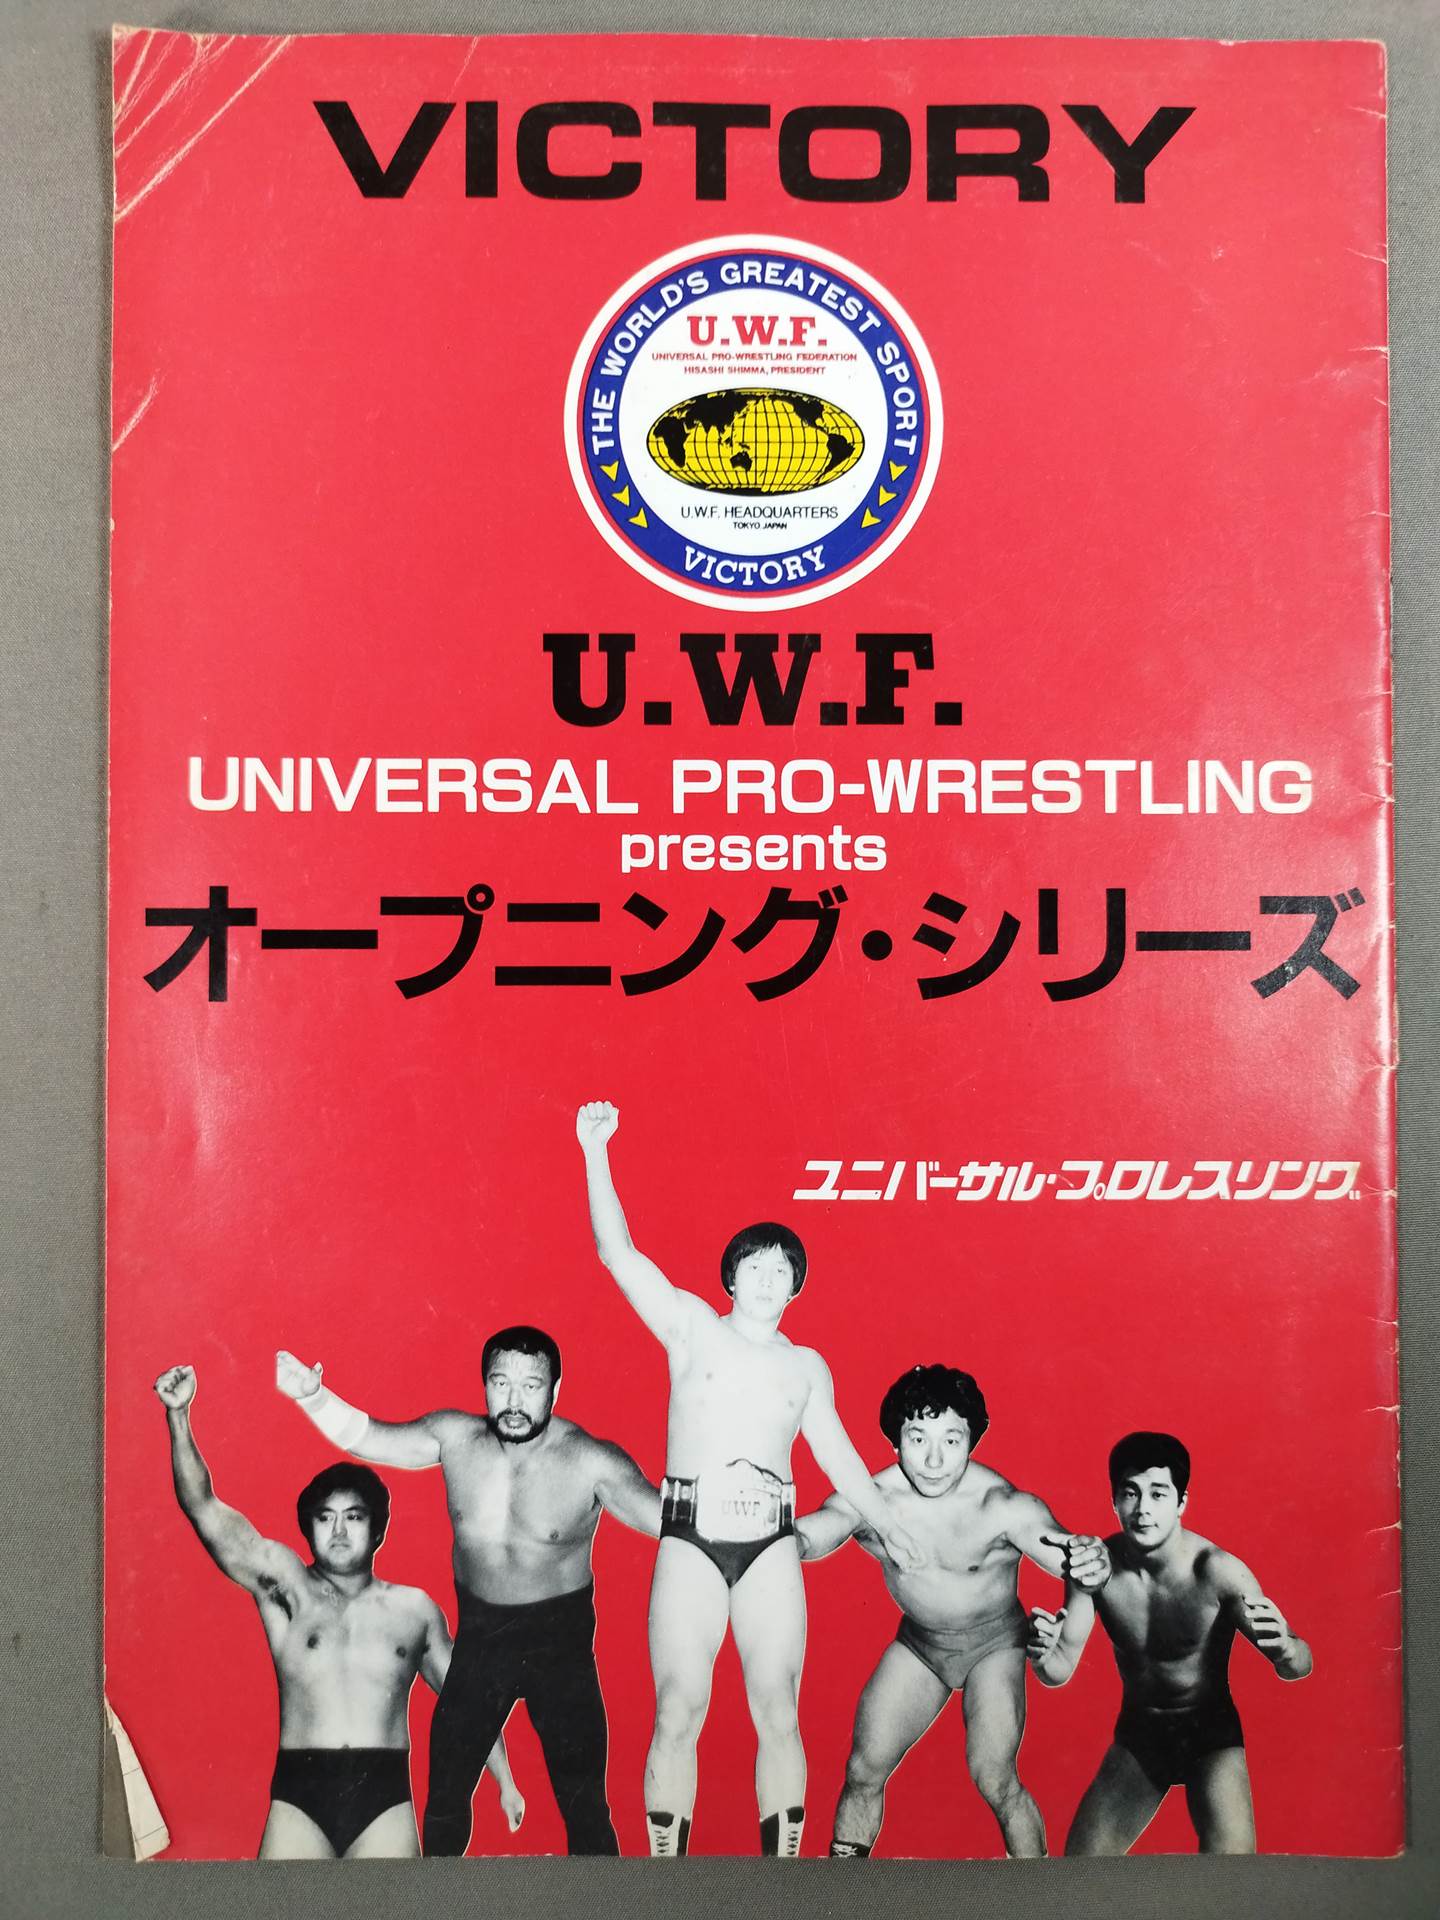 VICTORY
THE WORLD'S GREATEST SPORT
U.W.F.
UNIVERSAL PRO-WRESTLING FEDERATION
HISASHI SHIMMA, PRESIDENT
U.W.F. HEADQUARTERS
TOKYO JAPAN
VICTORY
U.W.F.
UNIVERSAL PRO-WRESTLING
presents
オープニング・シリーズ
ユニバーサル・プロレスリング
UWF